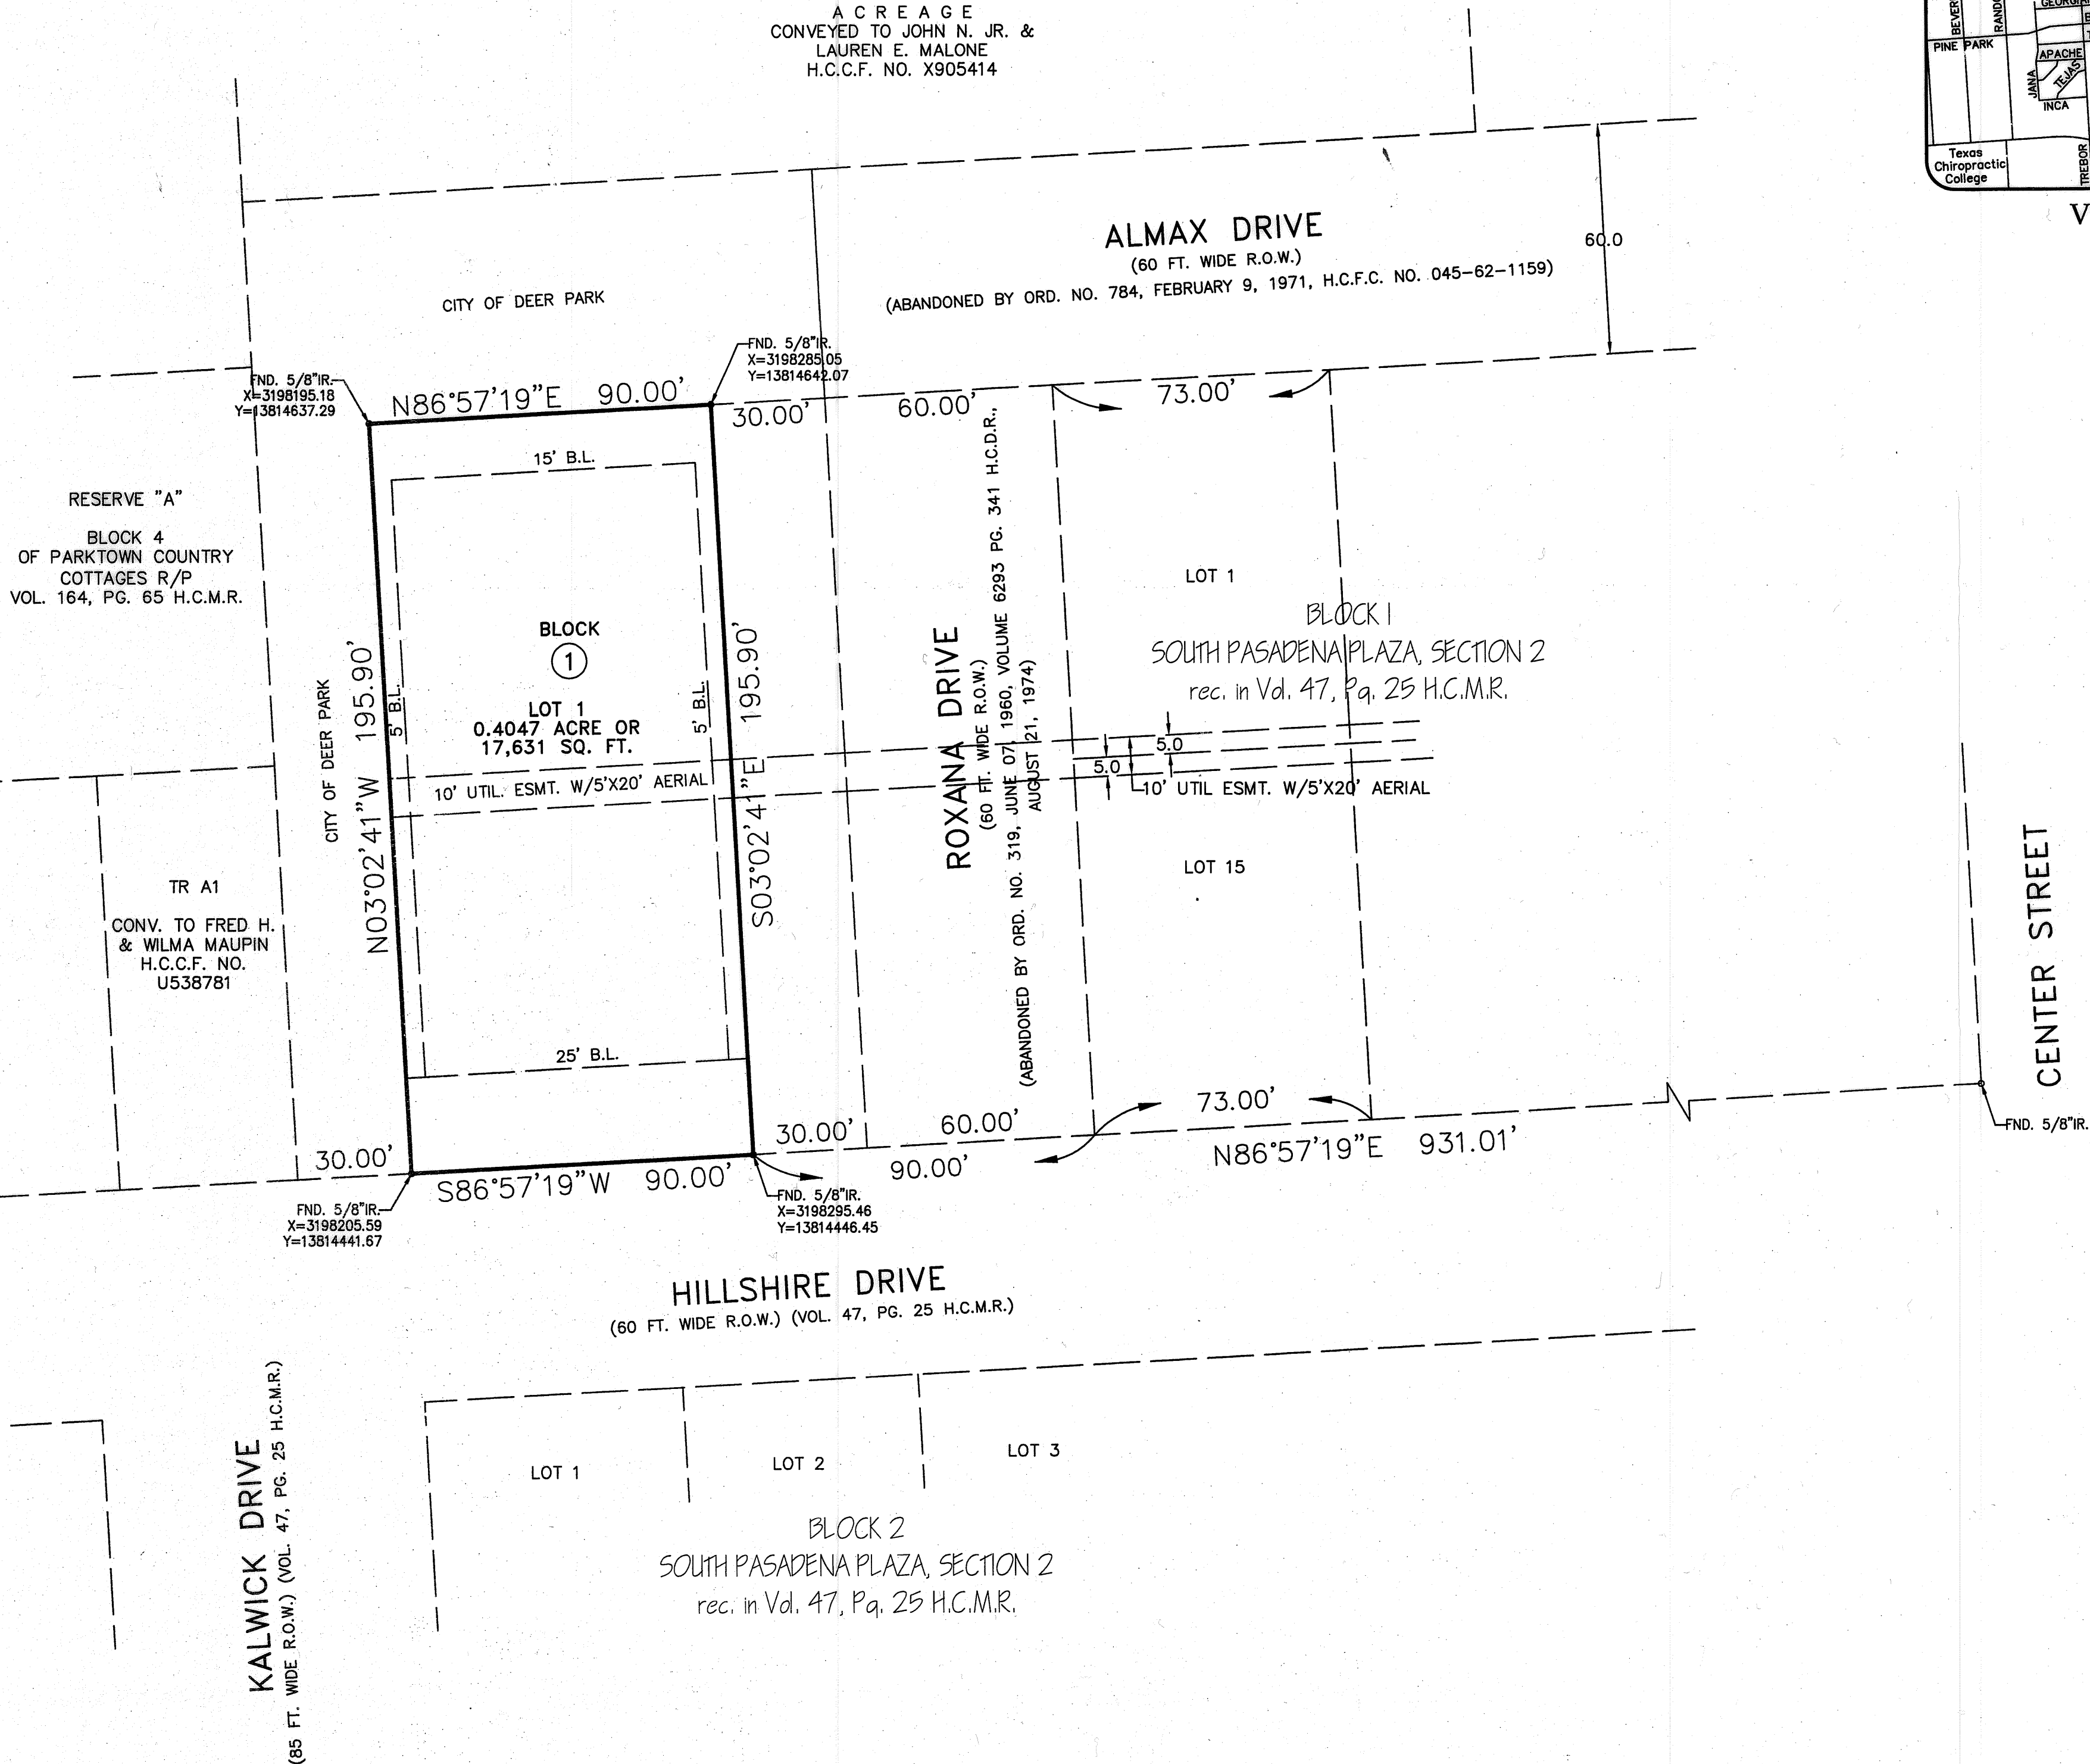 A C R E A G E
CONVEYED TO JOHN N. JR. &
LAUREN E. MALONE
H.C.C.F. NO. X905414
PINE PARK
APACHE
JANA
TEJAS
INCA
Texas
Chiropractic
College
TREBOR
V
ALMAX DRIVE
(60 FT. WIDE R.O.W.)
(ABANDONED BY ORD. NO. 784, FEBRUARY 9, 1971, H.C.F.C. NO. 045-62-1159)
60.0
CITY OF DEER PARK
FND. 5/8"IR.
X=3198285.05
Y=13814642.07
FND. 5/8"IR.
X=3198195.18
Y=13814637.29
N86°57'19"E 90.00'
30.00'
60.00'
73.00'
15' B.L.
RESERVE "A"
BLOCK 4
OF PARKTOWN COUNTRY
COTTAGES R/P
VOL. 164, PG. 65 H.C.M.R.
BLOCK
1
LOT 1
0.4047 ACRE OR
17,631 SQ. FT.
5' B.L.
5' B.L.
N03°02'41"W 195.90'
S03°02'41"E 195.90'
CITY OF DEER PARK
10' UTIL. ESMT. W/5'X20' AERIAL
ROXANA DRIVE
(60 FT. WIDE R.O.W.)
(ABANDONED BY ORD. NO. 319, JUNE 07, 1960, VOLUME 6293 PG. 341 H.C.D.R.,
AUGUST 21, 1974)
LOT 1
BLOCK 1
SOUTH PASADENA PLAZA, SECTION 2
rec. in Vol. 47, Pg. 25 H.C.M.R.
5.0
5.0
10' UTIL ESMT. W/5'X20' AERIAL
LOT 15
TR A1
CONV. TO FRED H.
& WILMA MAUPIN
H.C.C.F. NO.
U538781
CENTER STREET
25' B.L.
30.00'
S86°57'19"W 90.00'
30.00'
60.00'
73.00'
90.00'
N86°57'19"E 931.01'
FND. 5/8"IR.
FND. 5/8"IR.
X=3198205.59
Y=13814441.67
FND. 5/8"IR.
X=3198295.46
Y=13814446.45
HILLSHIRE DRIVE
(60 FT. WIDE R.O.W.) (VOL. 47, PG. 25 H.C.M.R.)
KALWICK DRIVE
(85 FT. WIDE R.O.W.) (VOL. 47, PG. 25 H.C.M.R.)
LOT 1
LOT 2
LOT 3
BLOCK 2
SOUTH PASADENA PLAZA, SECTION 2
rec. in Vol. 47, Pg. 25 H.C.M.R.